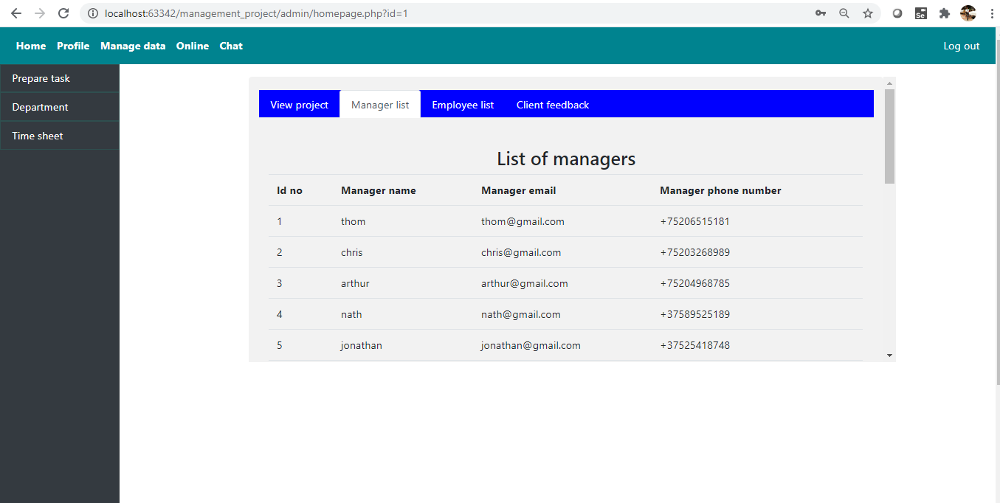 localhost:63342/management_project/admin/homepage.php?id=1
Se
Home Profile Manage data Online Chat Log out
Prepare task
Department
Time sheet
View project Manager list Employee list Client feedback
List of managers
Id no Manager name Manager email Manager phone number
1 thom thom@gmail.com +75206515181
2 chris chris@gmail.com +75203268989
3 arthur arthur@gmail.com +75204968785
4 nath nath@gmail.com +37589525189
5 jonathan jonathan@gmail.com +37525418748